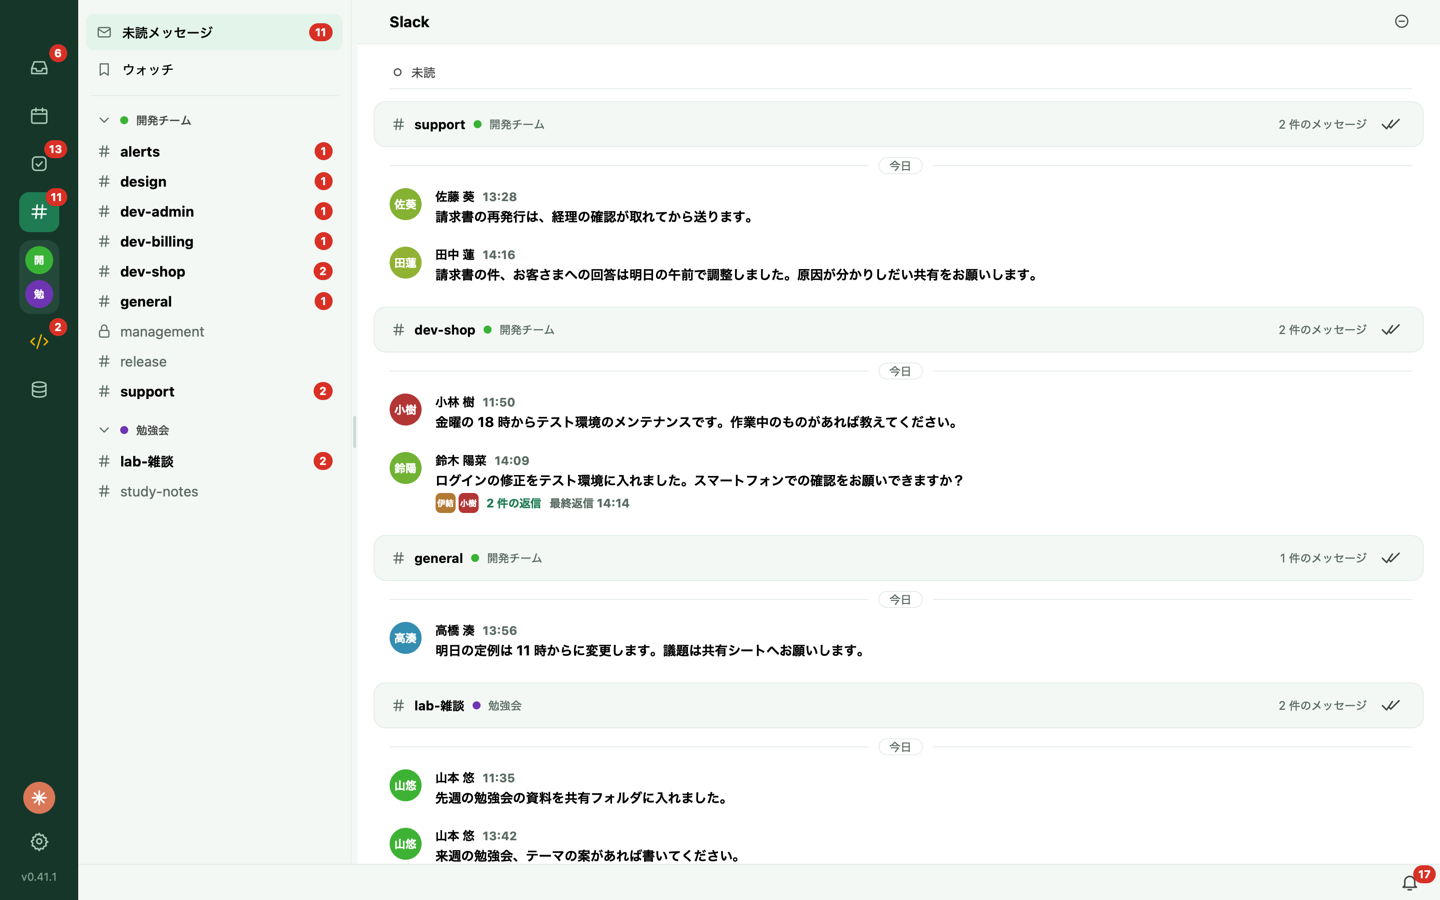 6
13
11
開
勉
2
v0.41.1
未読メッセージ 11
ウォッチ
開発チーム
# alerts 1
# design 1
# dev-admin 1
# dev-billing 1
# dev-shop 2
# general 1
management
# release
# support 2
勉強会
# lab-雑談 2
# study-notes
Slack
未読
# support 開発チーム 2 件のメッセージ
今日
佐葵
佐藤 葵 13:28
請求書の再発行は、経理の確認が取れてから送ります。
田蓮
田中 蓮 14:16
請求書の件、お客さまへの回答は明日の午前で調整しました。原因が分かりしだい共有をお願いします。
# dev-shop 開発チーム 2 件のメッセージ
今日
小樹
小林 樹 11:50
金曜の 18 時からテスト環境のメンテナンスです。作業中のものがあれば教えてください。
鈴陽
鈴木 陽菜 14:09
ログインの修正をテスト環境に入れました。スマートフォンでの確認をお願いできますか？
伊結 小樹 2 件の返信 最終返信 14:14
# general 開発チーム 1 件のメッセージ
今日
高湊
高橋 湊 13:56
明日の定例は 11 時からに変更します。議題は共有シートへお願いします。
# lab-雑談 勉強会 2 件のメッセージ
今日
山悠
山本 悠 11:35
先週の勉強会の資料を共有フォルダに入れました。
山悠
山本 悠 13:42
来週の勉強会、テーマの案があれば書いてください。
17